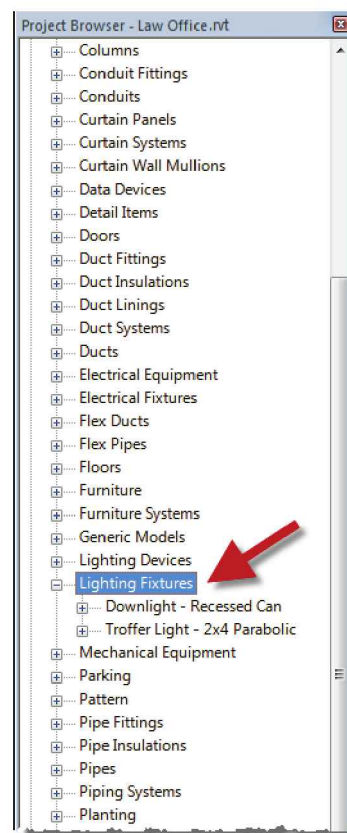 Project Browser - Law Office.rvt
Columns
Conduit Fittings
Conduits
Curtain Panels
Curtain Systems
Curtain Wall Mullions
Data Devices
Detail Items
Doors
Duct Fittings
Duct Insulations
Duct Linings
Duct Systems
Ducts
Electrical Equipment
Electrical Fixtures
Flex Ducts
Flex Pipes
Floors
Furniture
Furniture Systems
Generic Models
Lighting Devices
Lighting Fixtures
Downlight - Recessed Can
Troffer Light - 2x4 Parabolic
Mechanical Equipment
Parking
Pattern
Pipe Fittings
Pipe Insulations
Pipes
Piping Systems
Planting